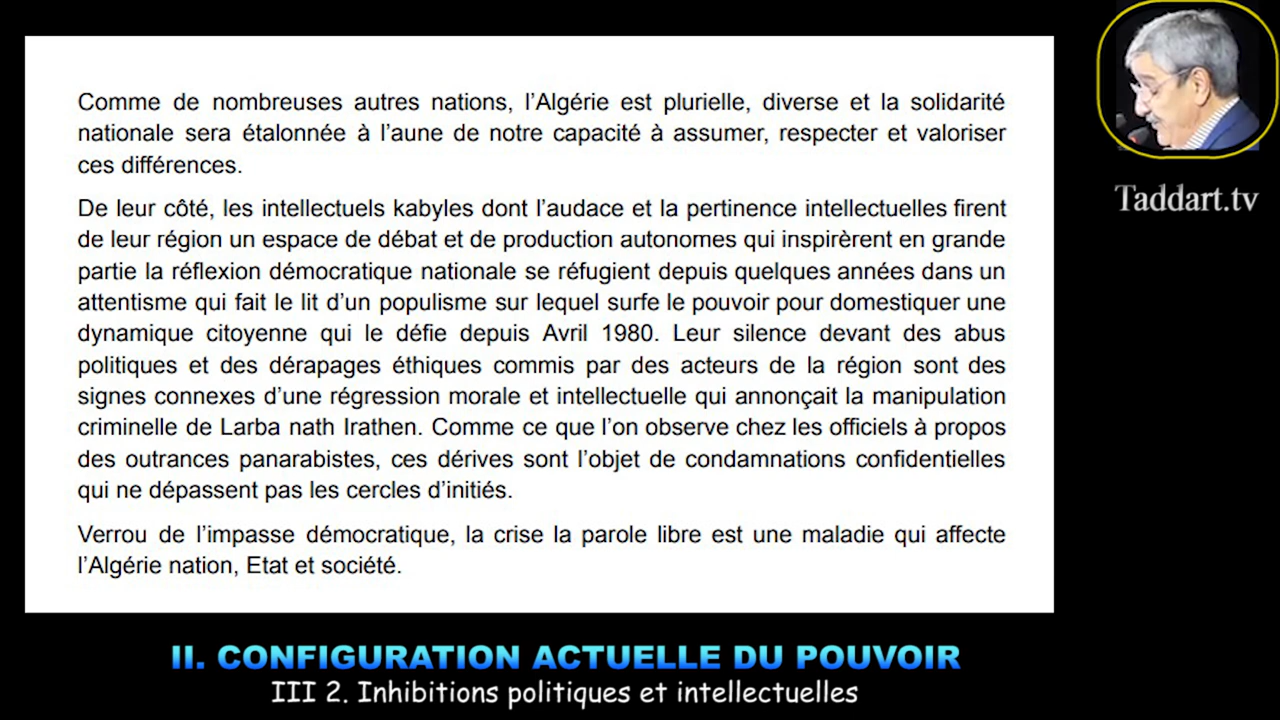 Comme de nombreuses autres nations, l'Algérie est plurielle, diverse et la solidarité
nationale sera étalonnée à l'aune de notre capacité à assumer, respecter et valoriser
ces différences.
De leur côté, les intellectuels kabyles dont l'audace et la pertinence intellectuelles firent
de leur région un espace de débat et de production autonomes qui inspirèrent en grande
partie la réflexion démocratique nationale se réfugient depuis quelques années dans un
attentisme qui fait le lit d'un populisme sur lequel surfe le pouvoir pour domestiquer une
dynamique citoyenne qui le défie depuis Avril 1980. Leur silence devant des abus
politiques et des dérapages éthiques commis par des acteurs de la région sont des
signes connexes d'une régression morale et intellectuelle qui annonçait la manipulation
criminelle de Larba nath Irathen. Comme ce que l'on observe chez les officiels à propos
des outrances panarabistes, ces dérives sont l'objet de condamnations confidentielles
qui ne dépassent pas les cercles d'initiés.
Verrou de l'impasse démocratique, la crise la parole libre est une maladie qui affecte
l'Algérie nation, Etat et société.
Taddart.tv
II. CONFIGURATION ACTUELLE DU POUVOIR
III 2. Inhibitions politiques et intellectuelles